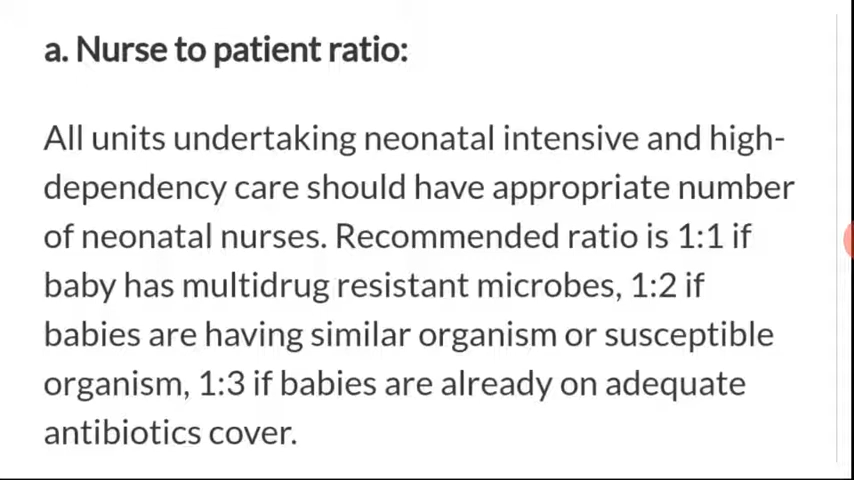 a. Nurse to patient ratio:
All units undertaking neonatal intensive and high-
dependency care should have appropriate number
of neonatal nurses. Recommended ratio is 1:1 if
baby has multidrug resistant microbes, 1:2 if
babies are having similar organism or susceptible
organism, 1:3 if babies are already on adequate
antibiotics cover.